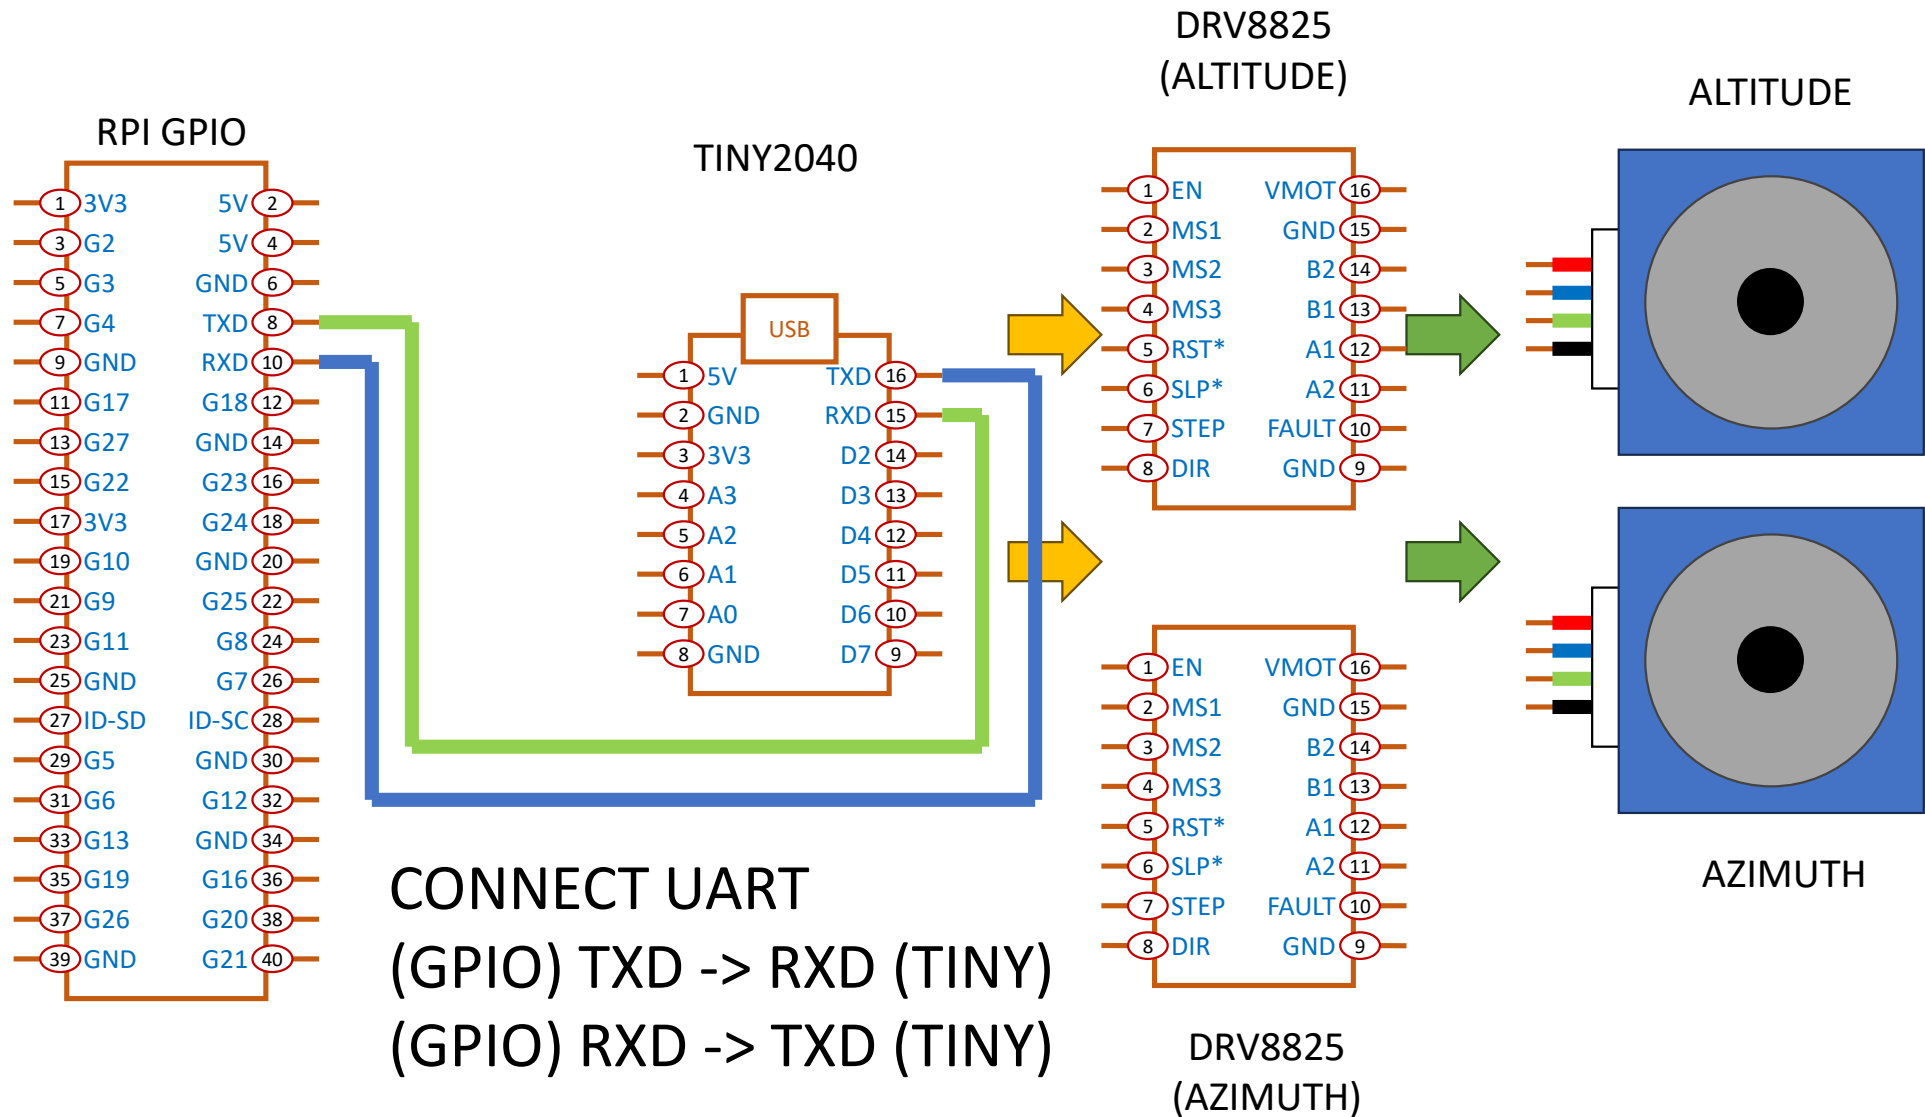 DRV8825
(ALTITUDE)
ALTITUDE
RPI GPIO
TINY2040
1 3V3 5V 2
3 G2 5V 4
5 G3 GND 6
7 G4 TXD 8
9 GND RXD 10
11 G17 G18 12
13 G27 GND 14
15 G22 G23 16
17 3V3 G24 18
19 G10 GND 20
21 G9 G25 22
23 G11 G8 24
25 GND G7 26
27 ID-SD ID-SC 28
29 G5 GND 30
31 G6 G12 32
33 G13 GND 34
35 G19 G16 36
37 G26 G20 38
39 GND G21 40
USB
1 5V TXD 16
2 GND RXD 15
3 3V3 D2 14
4 A3 D3 13
5 A2 D4 12
6 A1 D5 11
7 A0 D6 10
8 GND D7 9
1 EN VMOT 16
2 MS1 GND 15
3 MS2 B2 14
4 MS3 B1 13
5 RST* A1 12
6 SLP* A2 11
7 STEP FAULT 10
8 DIR GND 9
1 EN VMOT 16
2 MS1 GND 15
3 MS2 B2 14
4 MS3 B1 13
5 RST* A1 12
6 SLP* A2 11
7 STEP FAULT 10
8 DIR GND 9
AZIMUTH
CONNECT UART
(GPIO) TXD -> RXD (TINY)
(GPIO) RXD -> TXD (TINY)
DRV8825
(AZIMUTH)